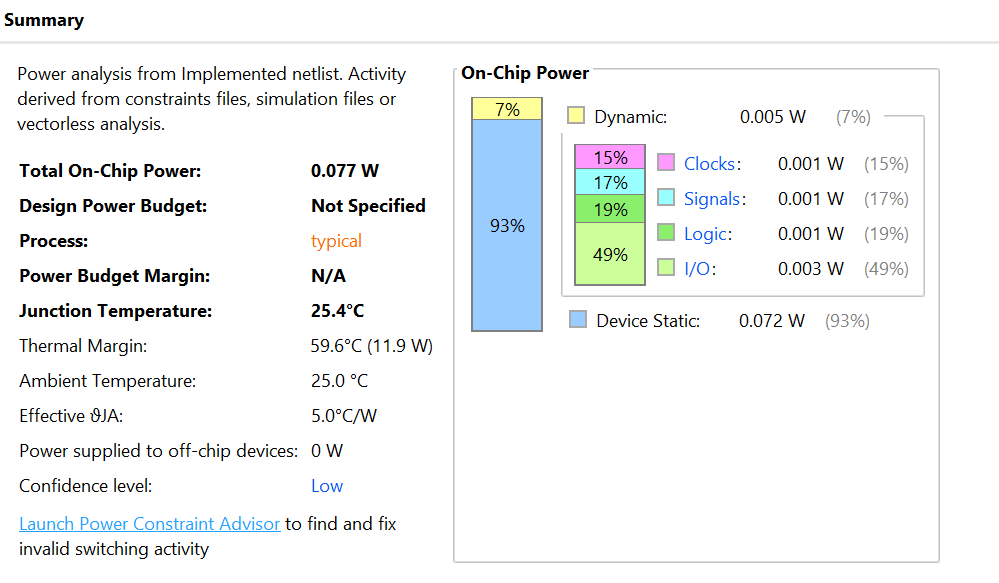 Summary
Power analysis from Implemented netlist. Activity
derived from constraints files, simulation files or
vectorless analysis.
Total On-Chip Power: 0.077 W
Design Power Budget: Not Specified
Process: typical
Power Budget Margin: N/A
Junction Temperature: 25.4°C
Thermal Margin: 59.6°C (11.9 W)
Ambient Temperature: 25.0 °C
Effective ϑJA: 5.0°C/W
Power supplied to off-chip devices: 0 W
Confidence level: Low
Launch Power Constraint Advisor to find and fix
invalid switching activity
On-Chip Power
7%
93%
Dynamic: 0.005 W (7%)
15% Clocks: 0.001 W (15%)
17% Signals: 0.001 W (17%)
19% Logic: 0.001 W (19%)
49% I/O: 0.003 W (49%)
Device Static: 0.072 W (93%)